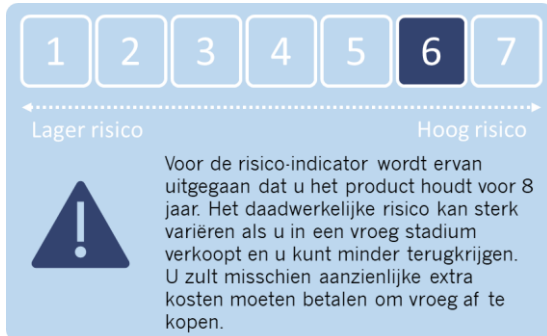 1 2 3 4 5 6 7
Lager risico Hoog risico
Voor de risico-indicator wordt ervan
uitgegaan dat u het product houdt voor 8
jaar. Het daadwerkelijke risico kan sterk
variëren als u in een vroeg stadium
verkoopt en u kunt minder terugkrijgen.
U zult misschien aanzienlijke extra
kosten moeten betalen om vroeg af te
kopen.